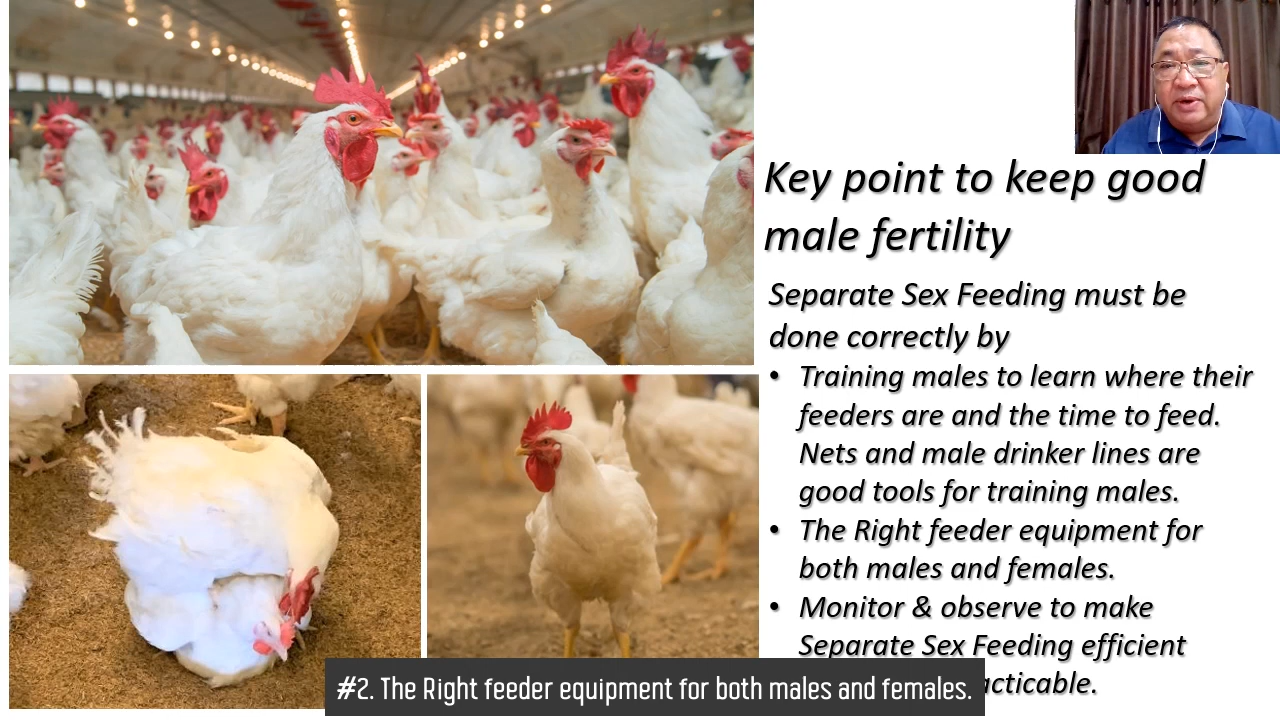 Key point to keep good
male fertility
Separate Sex Feeding must be
done correctly by
• Training males to learn where their
feeders are and the time to feed.
Nets and male drinker lines are
good tools for training males.
• The Right feeder equipment for
both males and females.
• Monitor & observe to make
Separate Sex Feeding efficient
#2. The Right feeder equipment for both males and females.